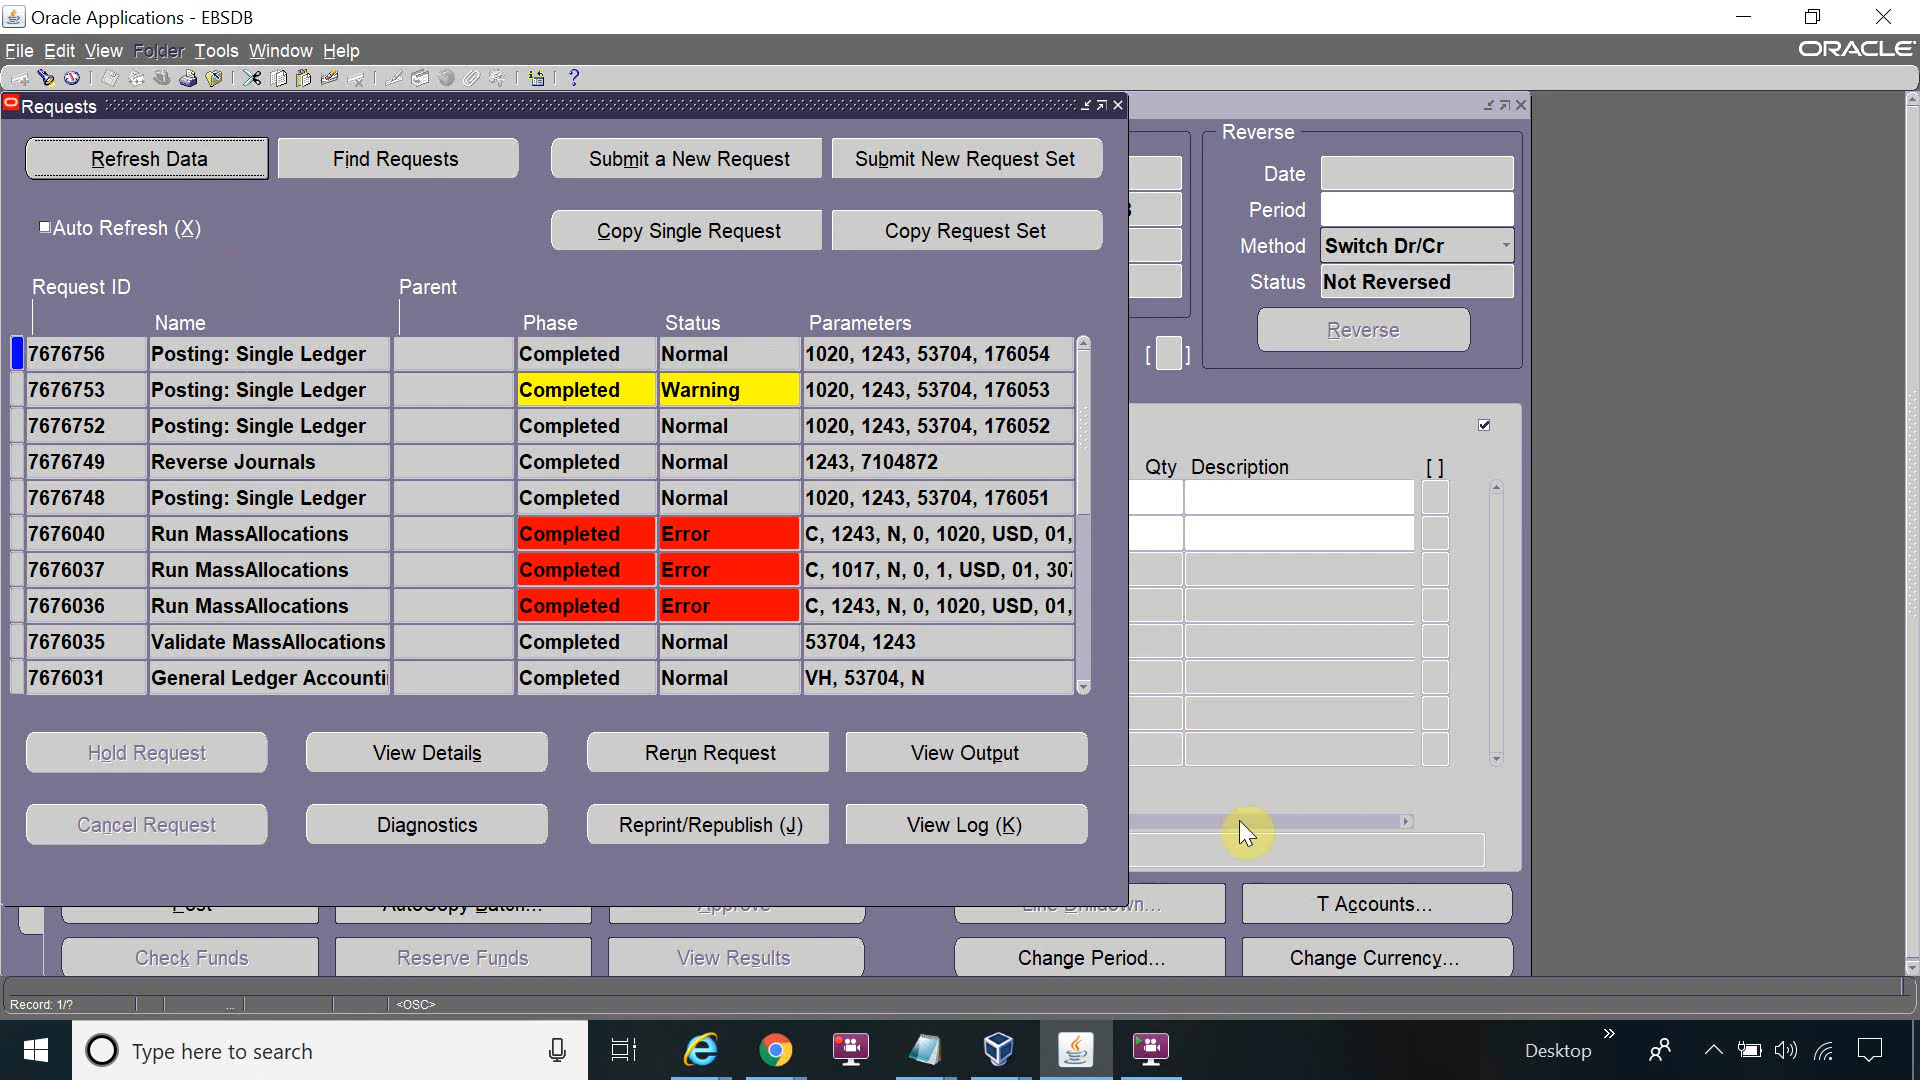 Oracle Applications - EBSDB
File Edit View Folder Tools Window Help
ORACLE
Requests
Refresh Data
Find Requests
Submit a New Request
Submit New Request Set
Auto Refresh (X)
Copy Single Request
Copy Request Set
Request ID
Parent
Name
Phase
Status
Parameters
7676756 Posting: Single Ledger Completed Normal 1020, 1243, 53704, 176054
7676753 Posting: Single Ledger Completed Warning 1020, 1243, 53704, 176053
7676752 Posting: Single Ledger Completed Normal 1020, 1243, 53704, 176052
7676749 Reverse Journals Completed Normal 1243, 7104872
7676748 Posting: Single Ledger Completed Normal 1020, 1243, 53704, 176051
7676040 Run MassAllocations Completed Error C, 1243, N, 0, 1020, USD, 01,
7676037 Run MassAllocations Completed Error C, 1017, N, 0, 1, USD, 01, 307
7676036 Run MassAllocations Completed Error C, 1243, N, 0, 1020, USD, 01,
7676035 Validate MassAllocations Completed Normal 53704, 1243
7676031 General Ledger Accounti Completed Normal VH, 53704, N
Hold Request
View Details
Rerun Request
View Output
Cancel Request
Diagnostics
Reprint/Republish (J)
View Log (K)
Reverse
Date
Period
Method Switch Dr/Cr
Status Not Reversed
Reverse
[ ]
Qty Description [ ]
Post
AutoCopy Batch...
Approve
Line Drilldown...
T Accounts...
Check Funds
Reserve Funds
View Results
Change Period...
Change Currency...
Record: 1/?
...
<OSC>
Type here to search
Desktop